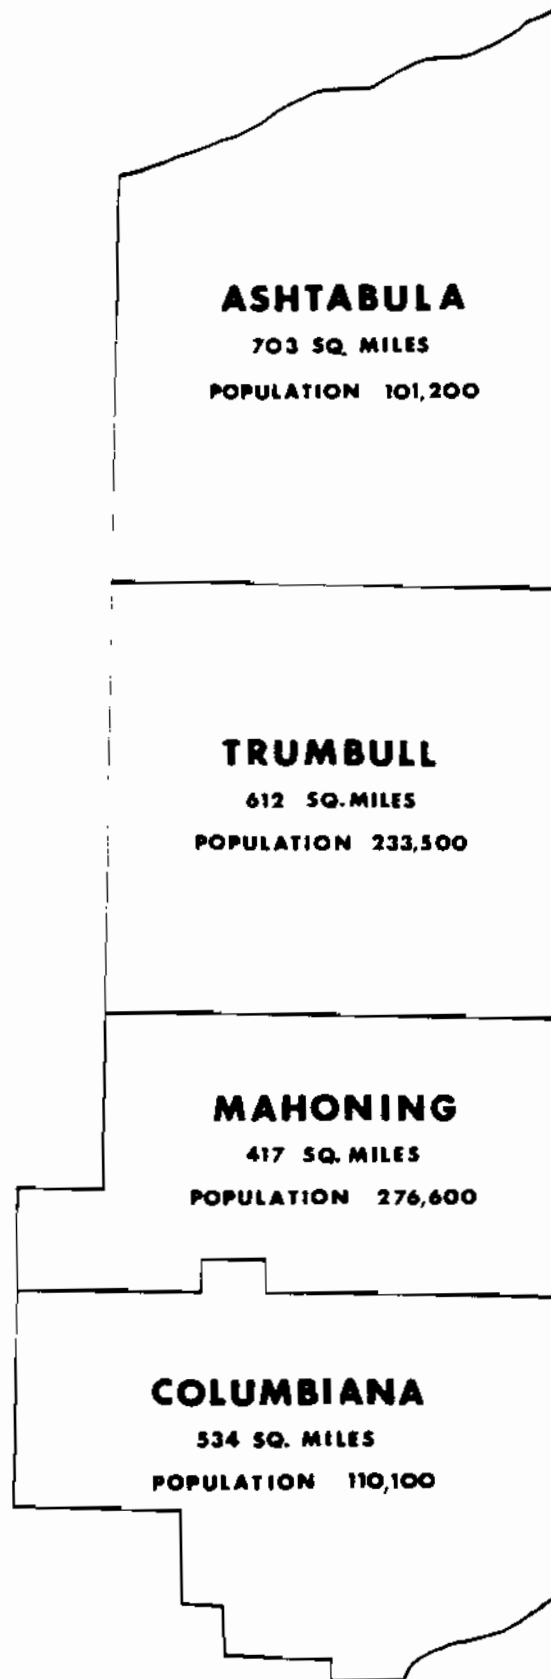 ASHTABULA
703 SQ. MILES
POPULATION 101,200
TRUMBULL
612 SQ. MILES
POPULATION 233,500
MAHONING
417 SQ. MILES
POPULATION 276,600
COLUMBIANA
534 SQ. MILES
POPULATION 110,100